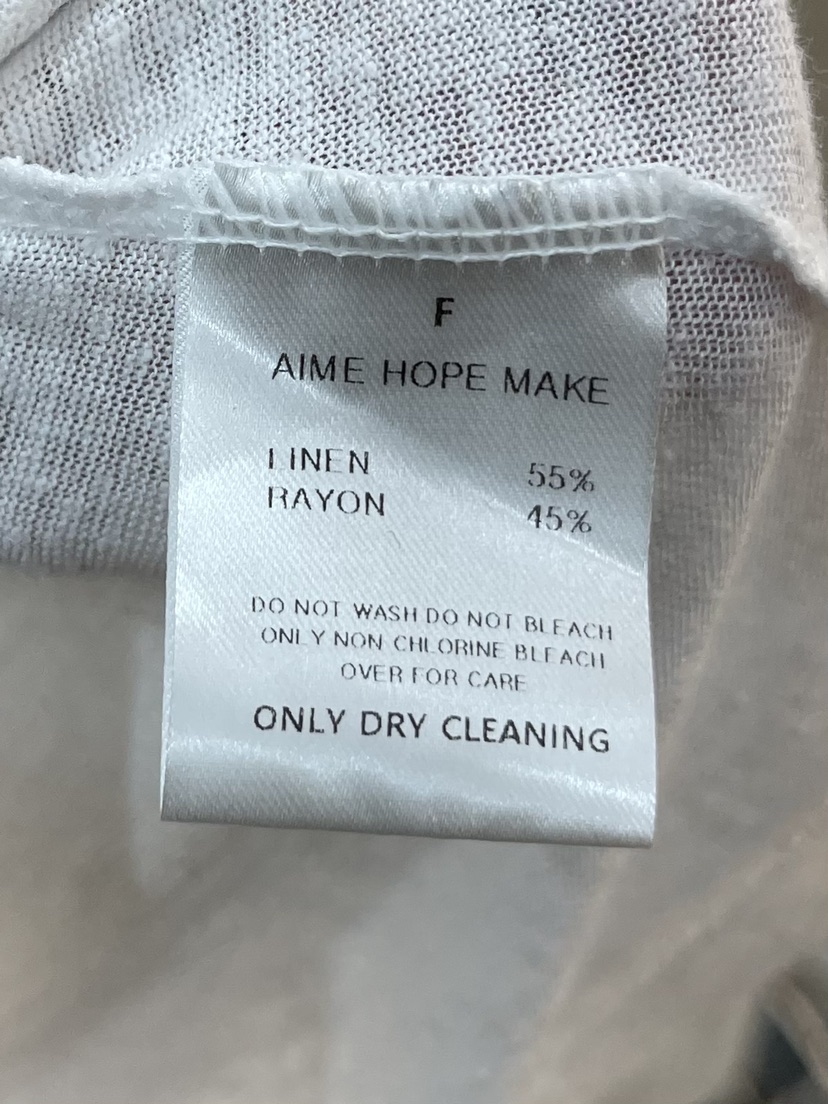 F
AIME HOPE MAKE
LINEN 55%
RAYON 45%
DO NOT WASH DO NOT BLEACH
ONLY NON CHLORINE BLEACH
OVER FOR CARE
ONLY DRY CLEANING